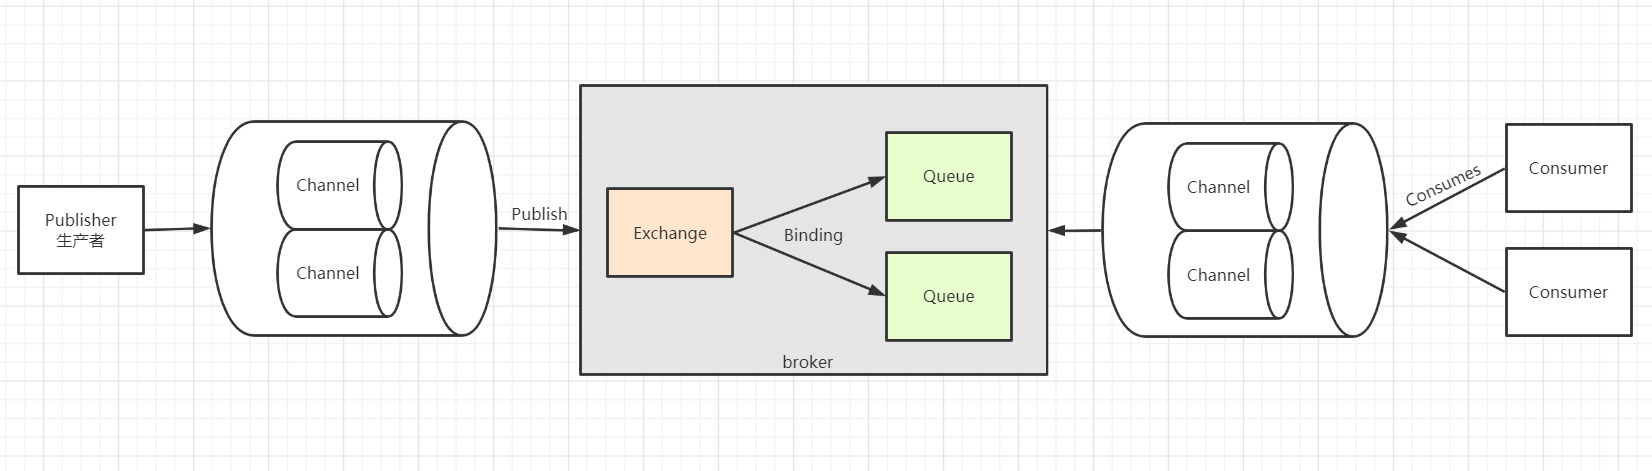 Publisher
生产者
Channel
Channel
Publish
Exchange
Binding
Queue
Queue
broker
Channel
Channel
Consumes
Consumer
Consumer